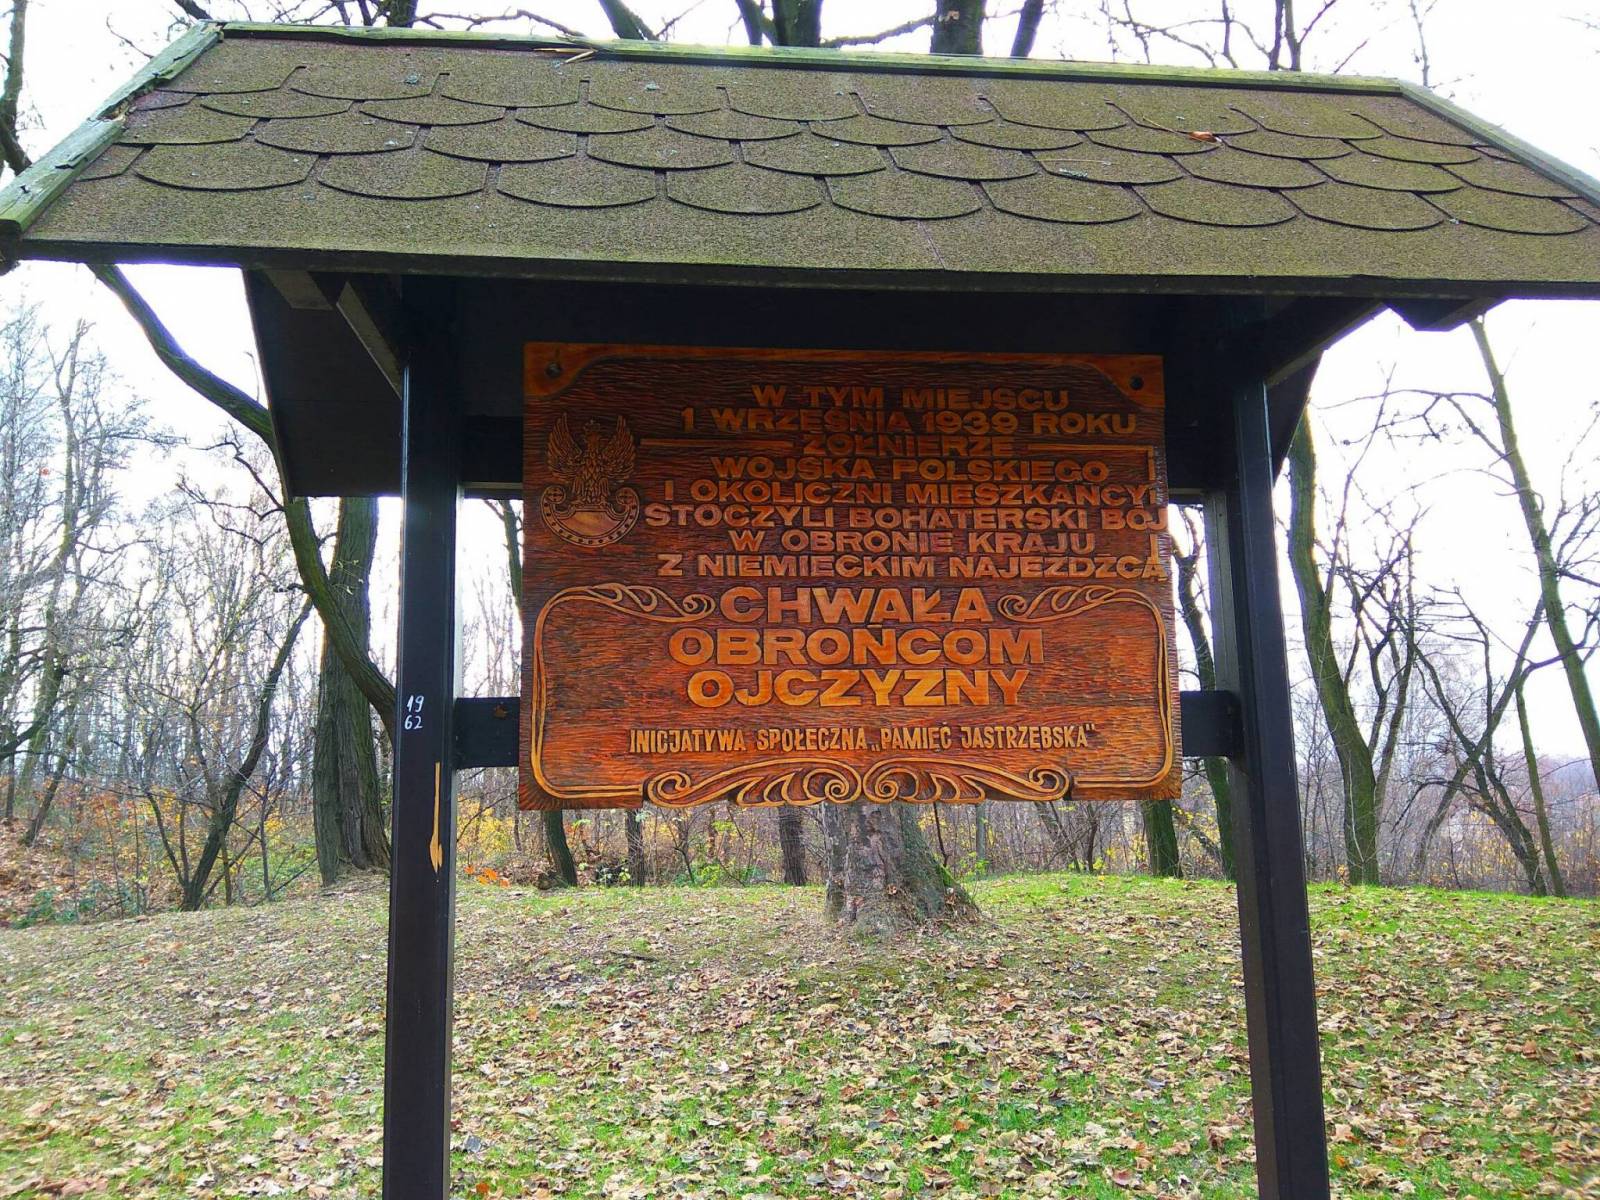 W TYM MIEJSCU
1 WRZEŚNIA 1939 ROKU
ŻOŁNIERZE
WOJSKA POLSKIEGO
I OKOLICZNI MIESZKAŃCY
STOCZYLI BOHATERSKI BÓJ
W OBRONIE KRAJU
Z NIEMIECKIM NAJEŹDŹCĄ
CHWAŁA
OBROŃCOM
OJCZYZNY
INICJATYWA SPOŁECZNA „PAMIĘĆ JASTRZĘBSKA"
19
62